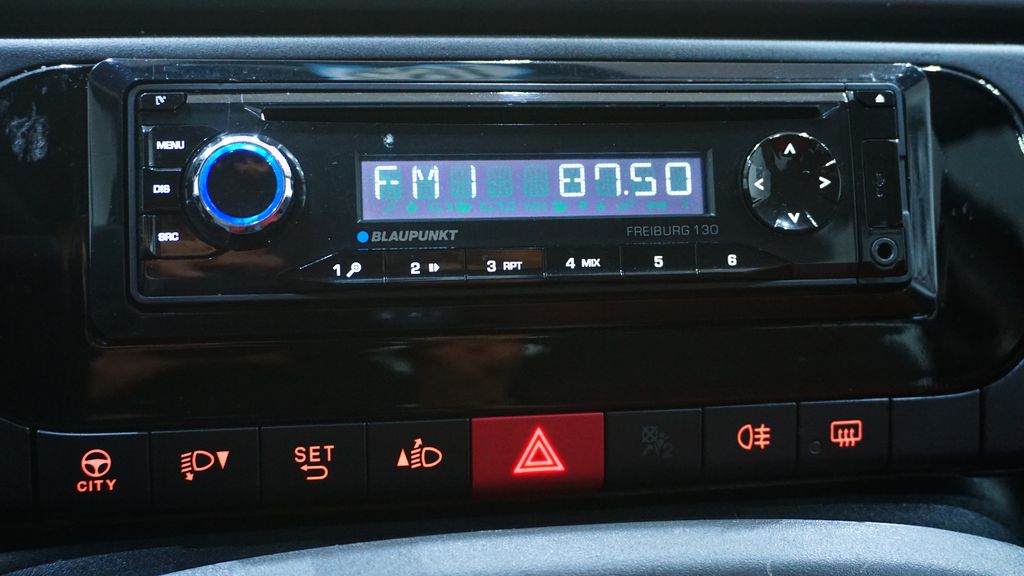 MENU
DIS
SRC
FM1 87.50
BLAUPUNKT
FREIBURG 130
1 2 3 RPT 4 MIX 5 6
CITY
SET